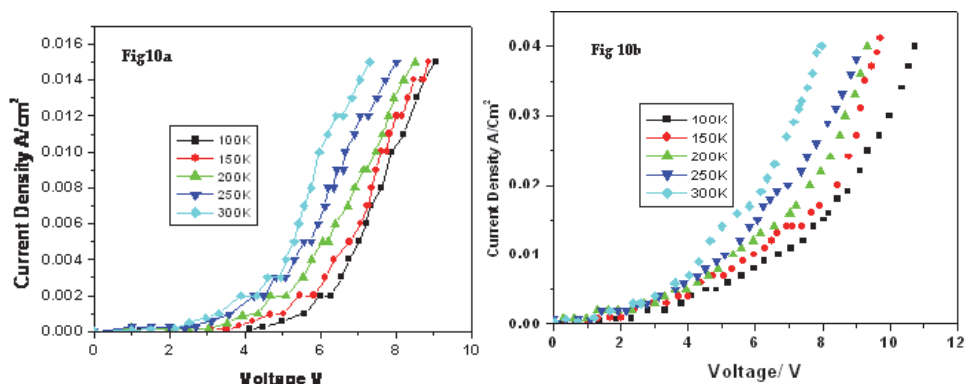 Fig10a
Current Density A/cm²
0.016
0.014
0.012
0.010
0.008
0.006
0.004
0.002
0.000
100K
150K
200K
250K
300K
0 2 4 6 8 10
Voltage V
Fig 10b
Current Density A/Cm²
0.04
0.03
0.02
0.01
0.00
100K
150K
200K
250K
300K
0 2 4 6 8 10 12
Voltage/ V